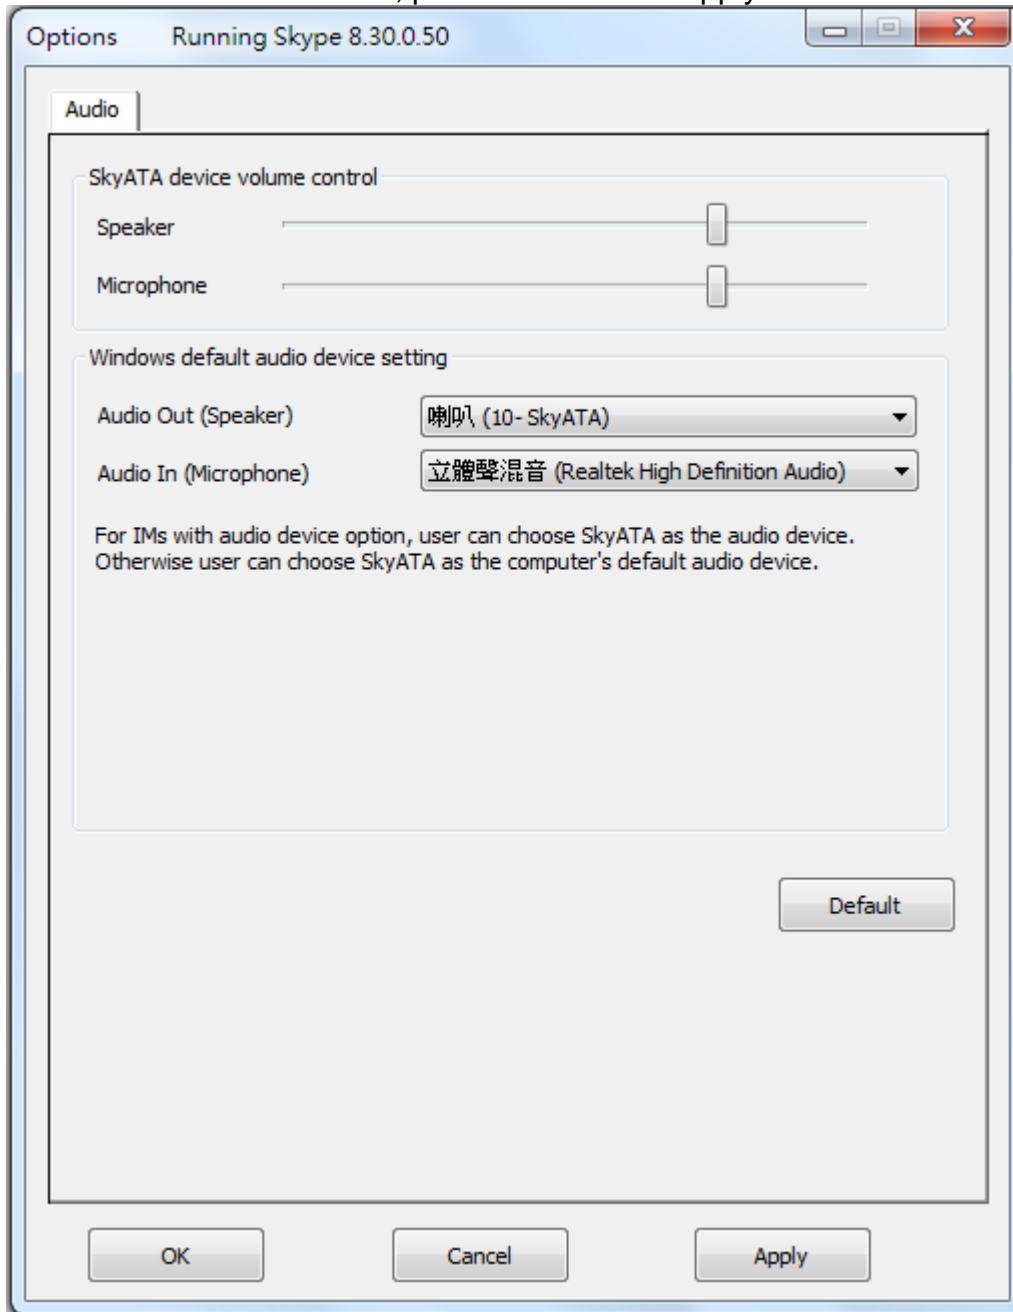 Options Running Skype 8.30.0.50
Audio
SkyATA device volume control
Speaker
Microphone
Windows default audio device setting
Audio Out (Speaker) 喇叭 (10- SkyATA)
Audio In (Microphone) 立體聲混音 (Realtek High Definition Audio)
For IMs with audio device option, user can choose SkyATA as the audio device.
Otherwise user can choose SkyATA as the computer's default audio device.
Default
OK Cancel Apply